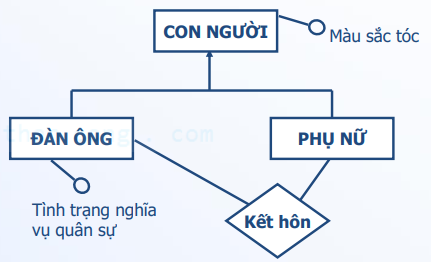 CON NGƯỜI
Màu sắc tóc
ĐÀN ÔNG
PHỤ NỮ
Tình trạng nghĩa
vụ quân sự
Kết hôn